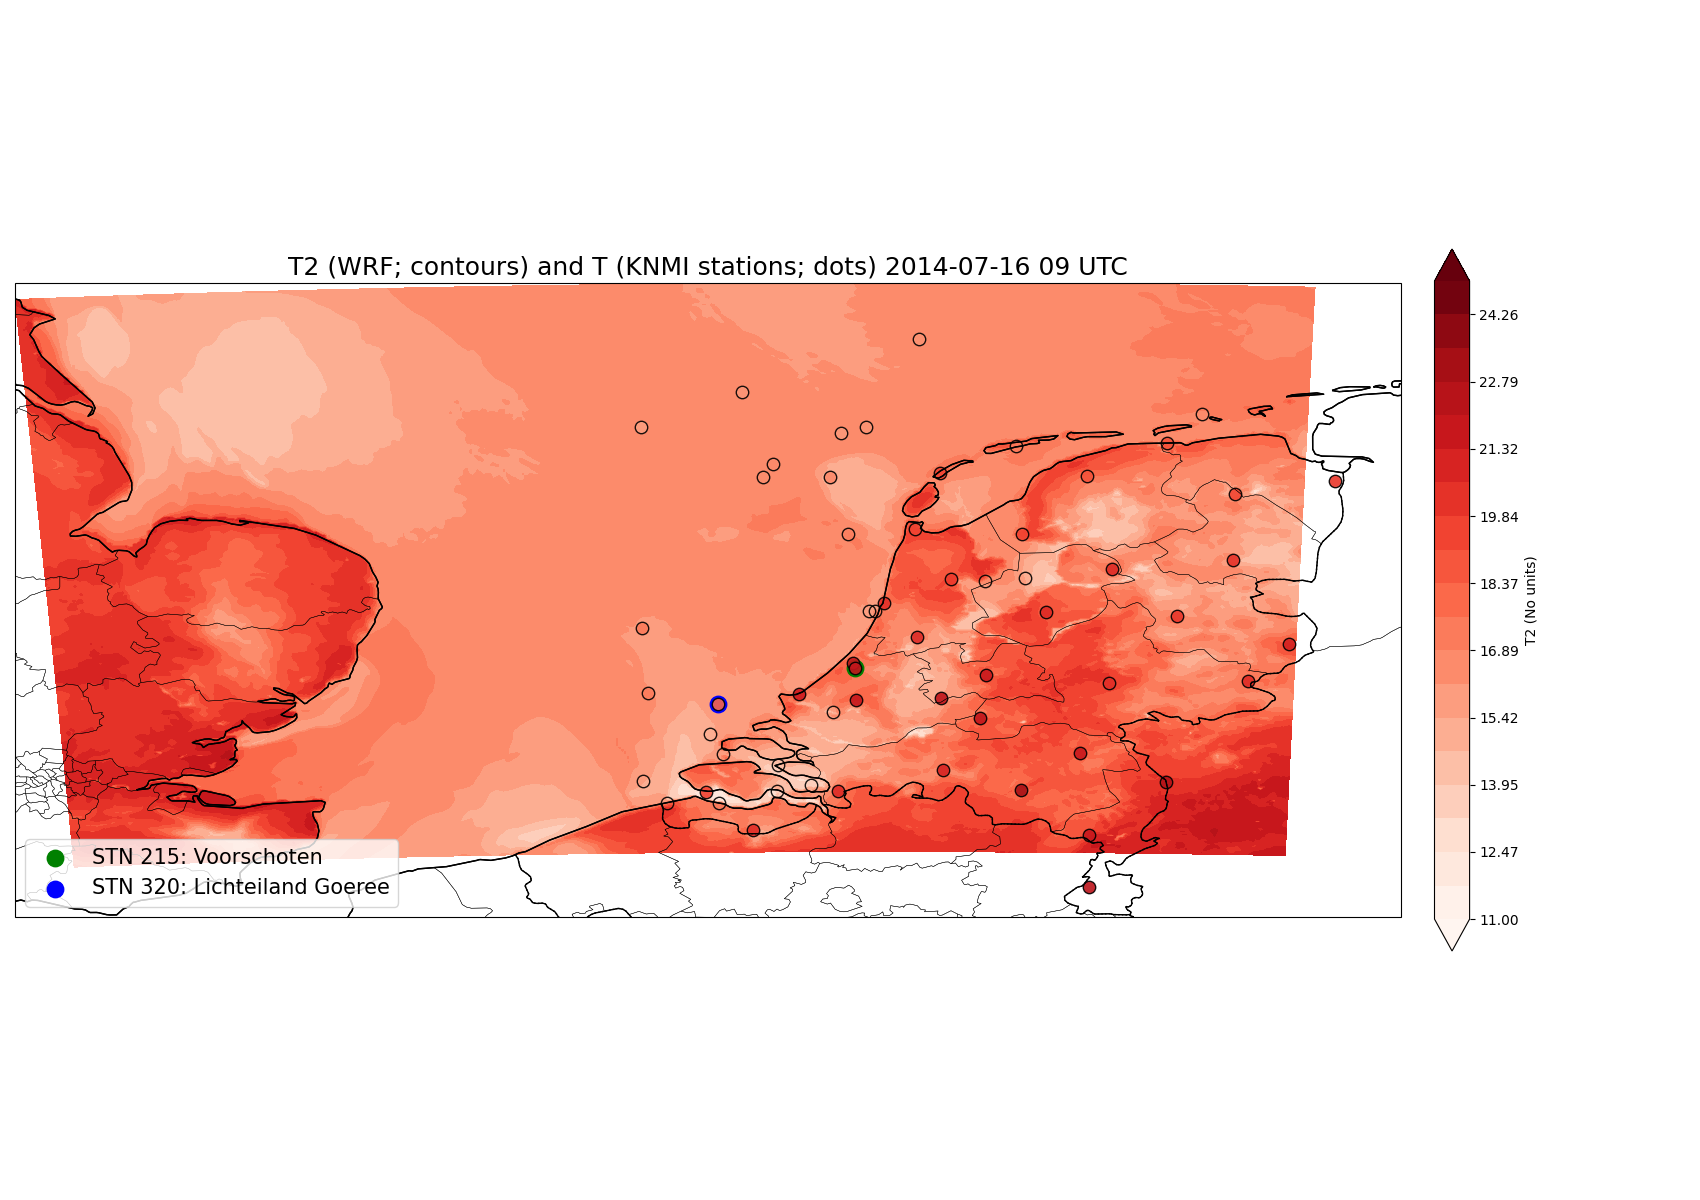 T2 (WRF; contours) and T (KNMI stations; dots) 2014-07-16 09 UTC
24.26
22.79
21.32
19.84
18.37
16.89
15.42
13.95
12.47
11.00
T2 (No units)
STN 215: Voorschoten
STN 320: Lichteiland Goeree